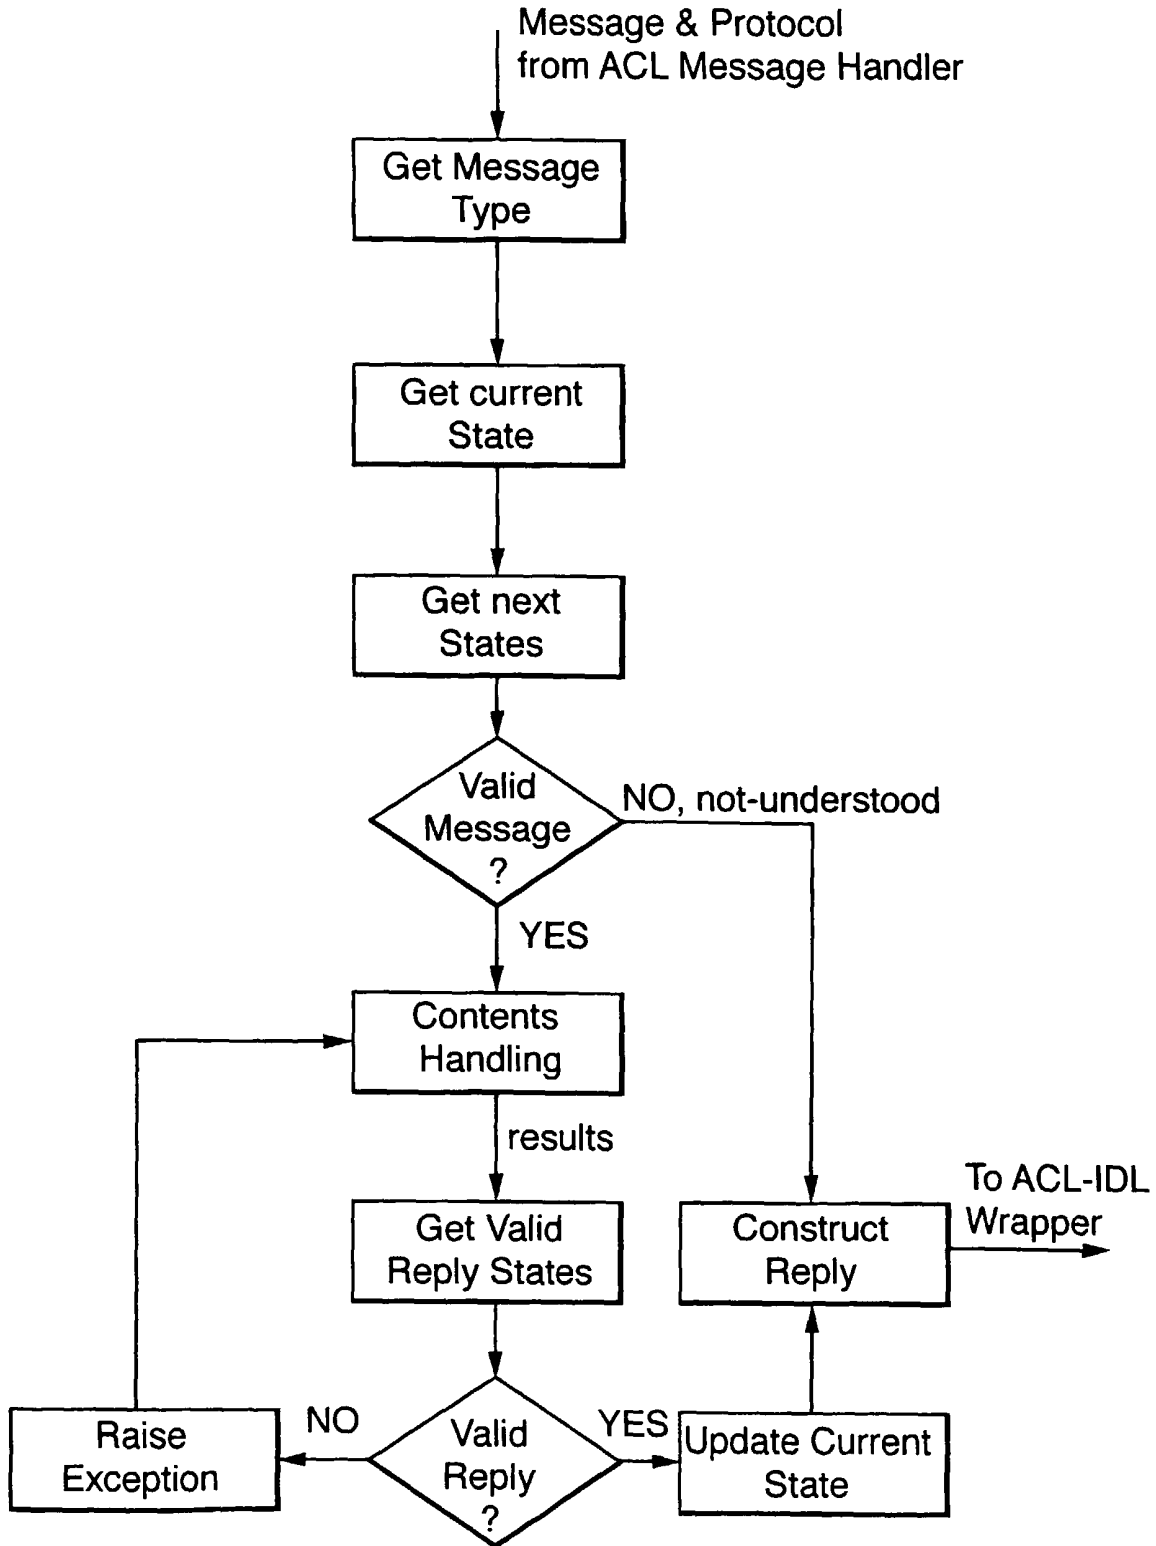 Message & Protocol
from ACL Message Handler
Get Message
Type
Get current
State
Get next
States
Valid
Message
?
NO, not-understood
YES
Contents
Handling
results
Get Valid
Reply States
Construct
Reply
To ACL-IDL
Wrapper
Raise
Exception
NO
Valid
Reply
?
YES
Update Current
State